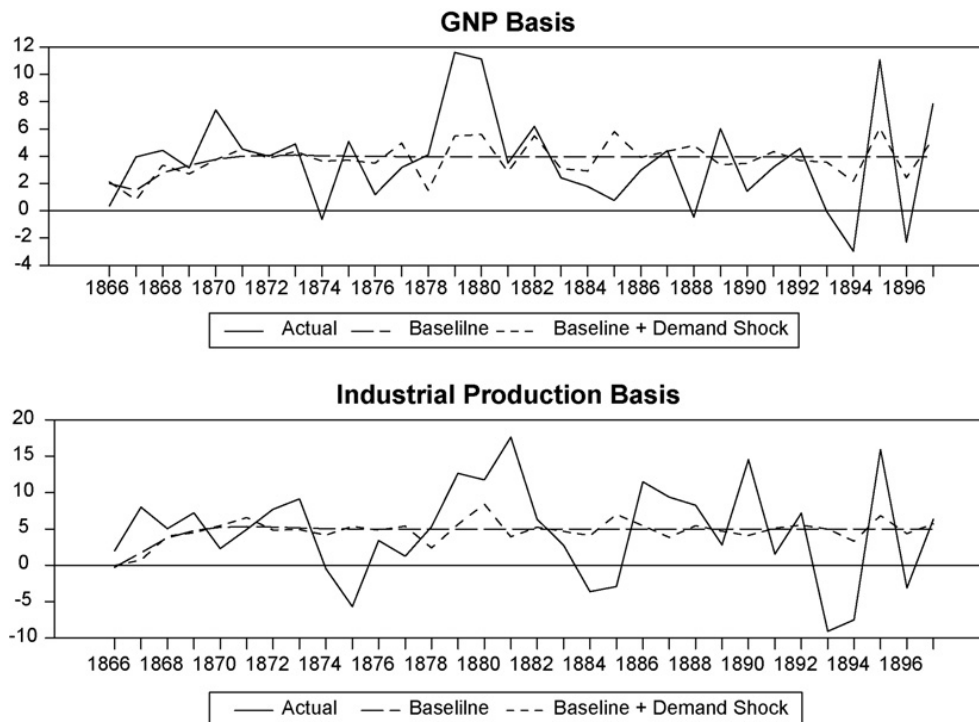 GNP Basis
12
10
8
6
4
2
0
-2
-4
1866 1868 1870 1872 1874 1876 1878 1880 1882 1884 1886 1888 1890 1892 1894 1896
Actual Baselilne Baseline + Demand Shock
Industrial Production Basis
20
15
10
5
0
-5
-10
1866 1868 1870 1872 1874 1876 1878 1880 1882 1884 1886 1888 1890 1892 1894 1896
Actual Baselilne Baseline + Demand Shock